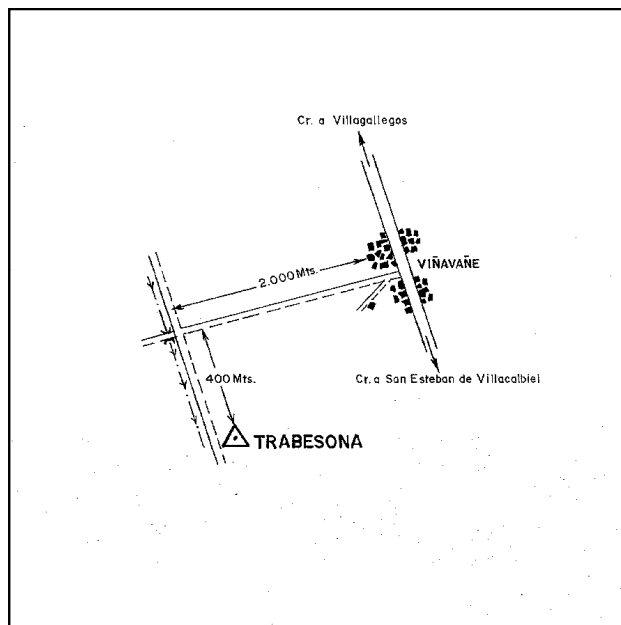 Cr. a Villagallegos
2.000 Mts.
VIÑAVAÑE
400 Mts.
Cr. a San Esteban de Villacalbiel
TRABESONA